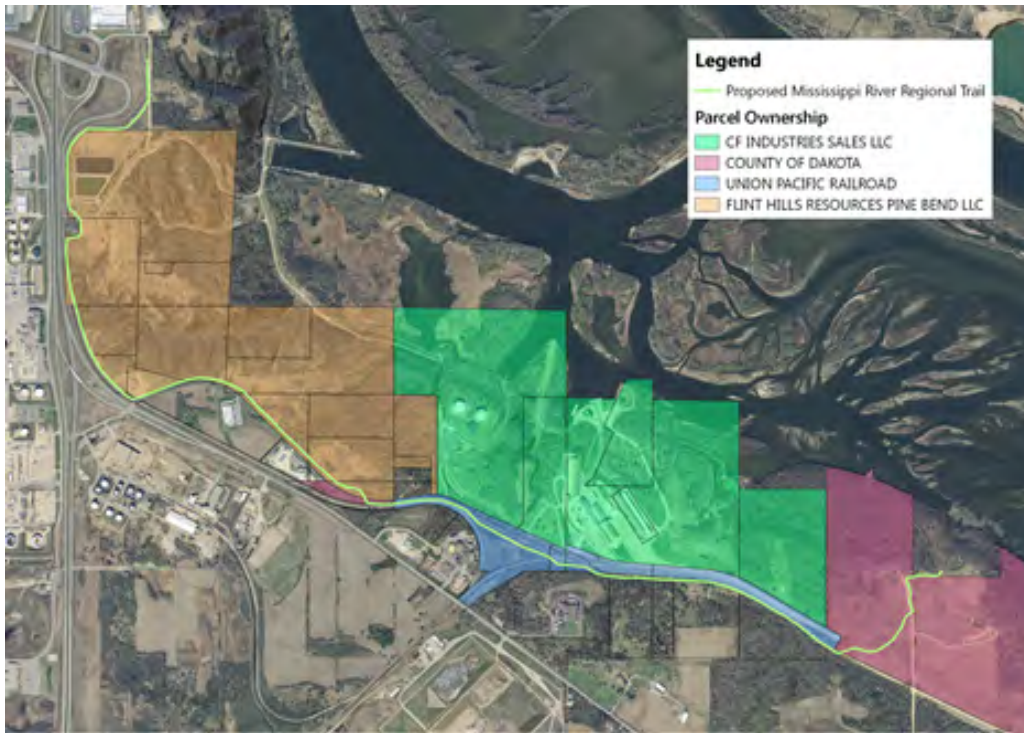 Legend
Proposed Mississippi River Regional Trail
Parcel Ownership
CF INDUSTRIES SALES LLC
COUNTY OF DAKOTA
UNION PACIFIC RAILROAD
FLINT HILLS RESOURCES PINE BEND LLC